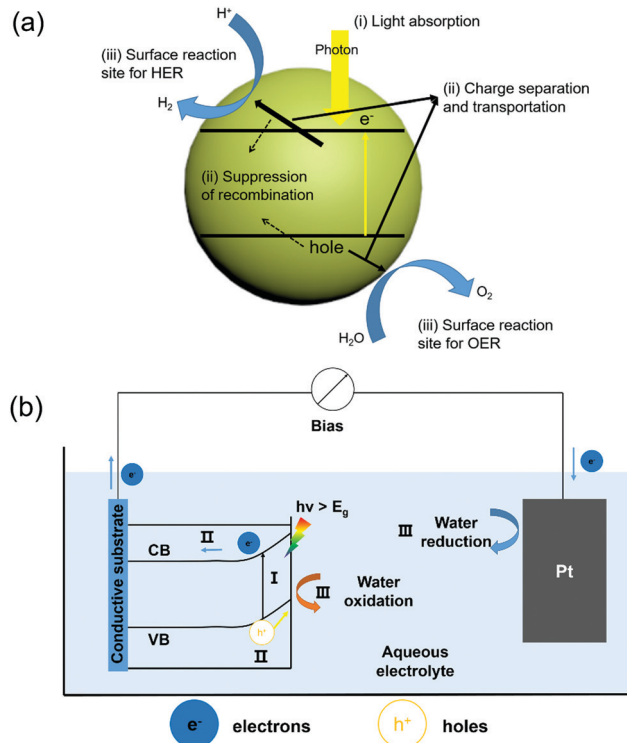 (a)
H⁺
(i) Light absorption
(iii) Surface reaction
site for HER
Photon
H₂
(ii) Charge separation
and transportation
e⁻
(ii) Suppression
of recombination
hole
O₂
H₂O
(iii) Surface reaction
site for OER
(b)
Bias
e⁻
e⁻
Conductive substrate
hv > E₉
CB
II
e⁻
I
III
Water
oxidation
VB
h⁺
II
III
Water
reduction
Pt
Aqueous
electrolyte
e⁻ electrons
h⁺ holes